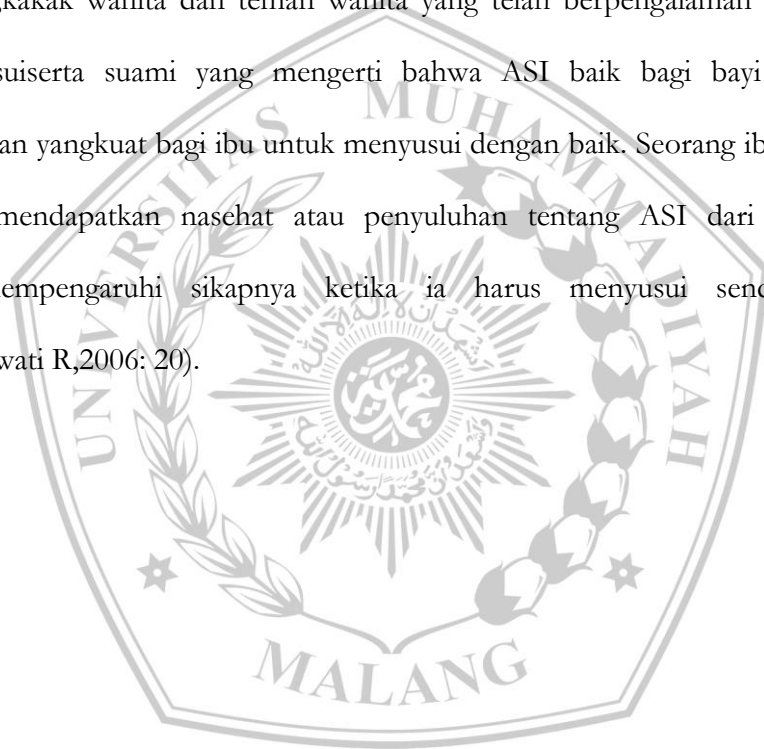 gkakak wanita dan teman wanita yang telah berpengalaman
suiserta suami yang mengerti bahwa ASI baik bagi bayi
an yangkuat bagi ibu untuk menyusui dengan baik. Seorang ib
mendapatkan nasehat atau penyuluhan tentang ASI dari
empengaruhi sikapnya ketika ia harus menyusui send
wati R,2006: 20).
UNIVERSITAS MUHAMMADIYAH
MALANG